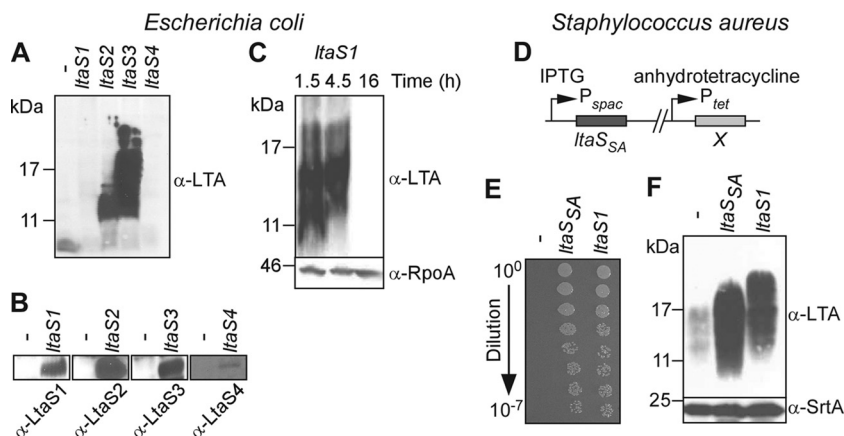 Escherichia coli
Staphylococcus aureus
A
- ltaS1 ltaS2 ltaS3 ltaS4
kDa
17
11
α-LTA
B
- ltaS1 - ltaS2 - ltaS3 - ltaS4
α-LtaS1 α-LtaS2 α-LtaS3 α-LtaS4
C
ltaS1
1.5 4.5 16 Time (h)
kDa
17
α-LTA
11
46
α-RpoA
D
IPTG anhydrotetracycline
Pspac Ptet
ltaSSA X
E
- ltaSSA ltaS1
10⁰
Dilution
10⁻⁷
F
- ltaSSA ltaS1
kDa
17
α-LTA
11
25
α-SrtA